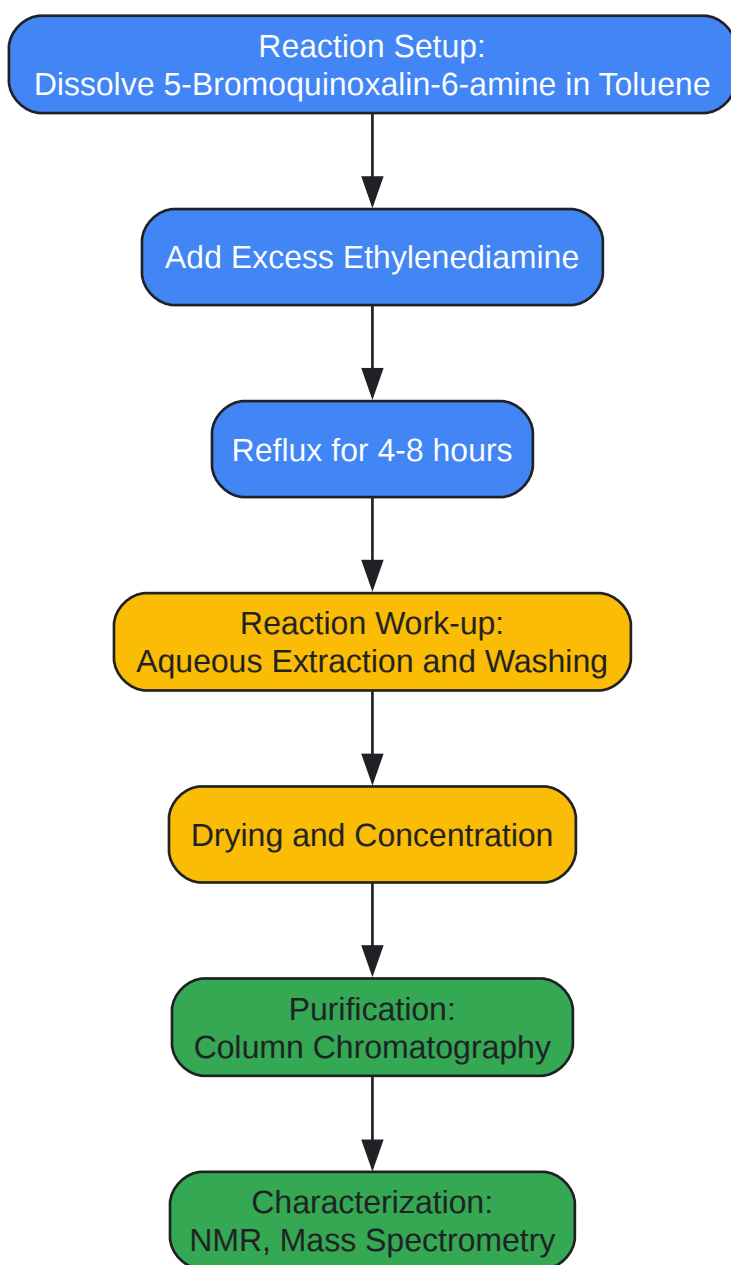 Reaction Setup:
Dissolve 5-Bromoquinoxalin-6-amine in Toluene
Add Excess Ethylenediamine
Reflux for 4-8 hours
Reaction Work-up:
Aqueous Extraction and Washing
Drying and Concentration
Purification:
Column Chromatography
Characterization:
NMR, Mass Spectrometry